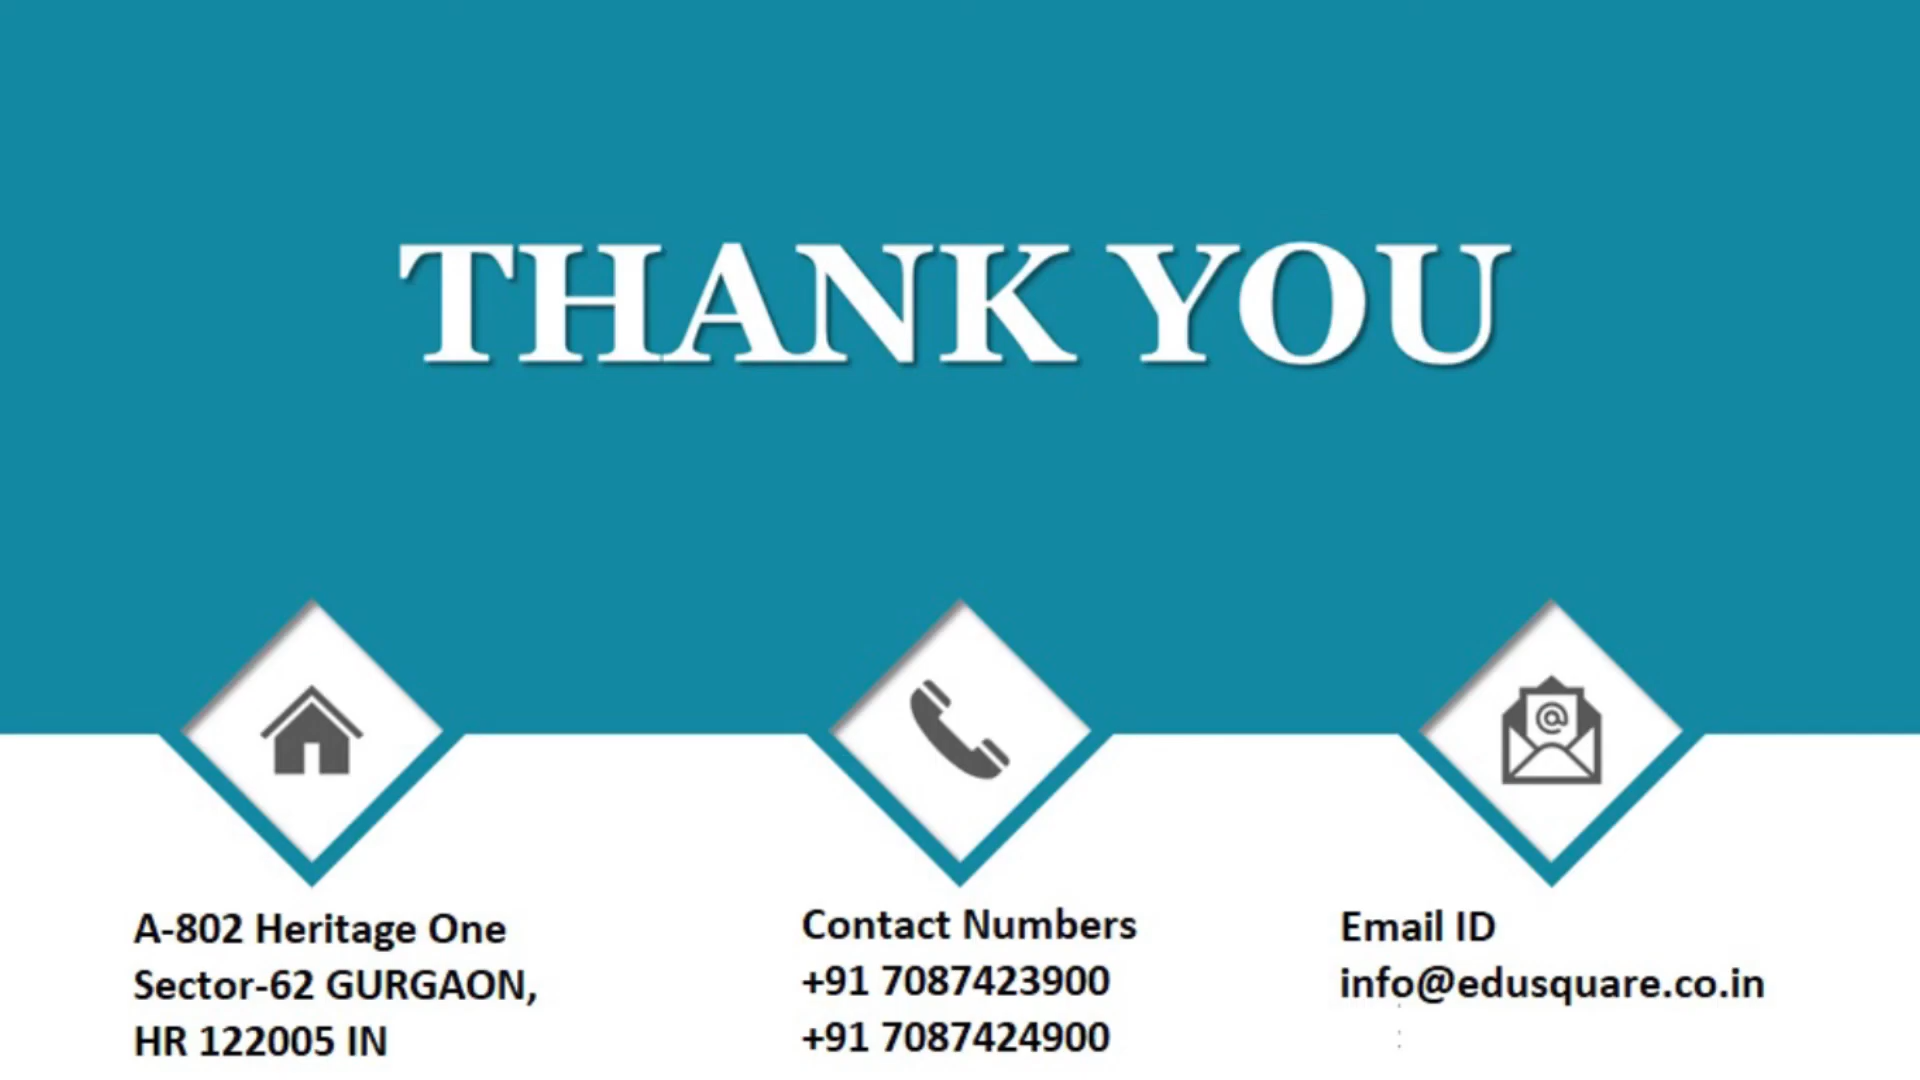 THANK YOU
A-802 Heritage One
Sector-62 GURGAON,
HR 122005 IN
Contact Numbers
+91 7087423900
+91 7087424900
Email ID
info@edusquare.co.in